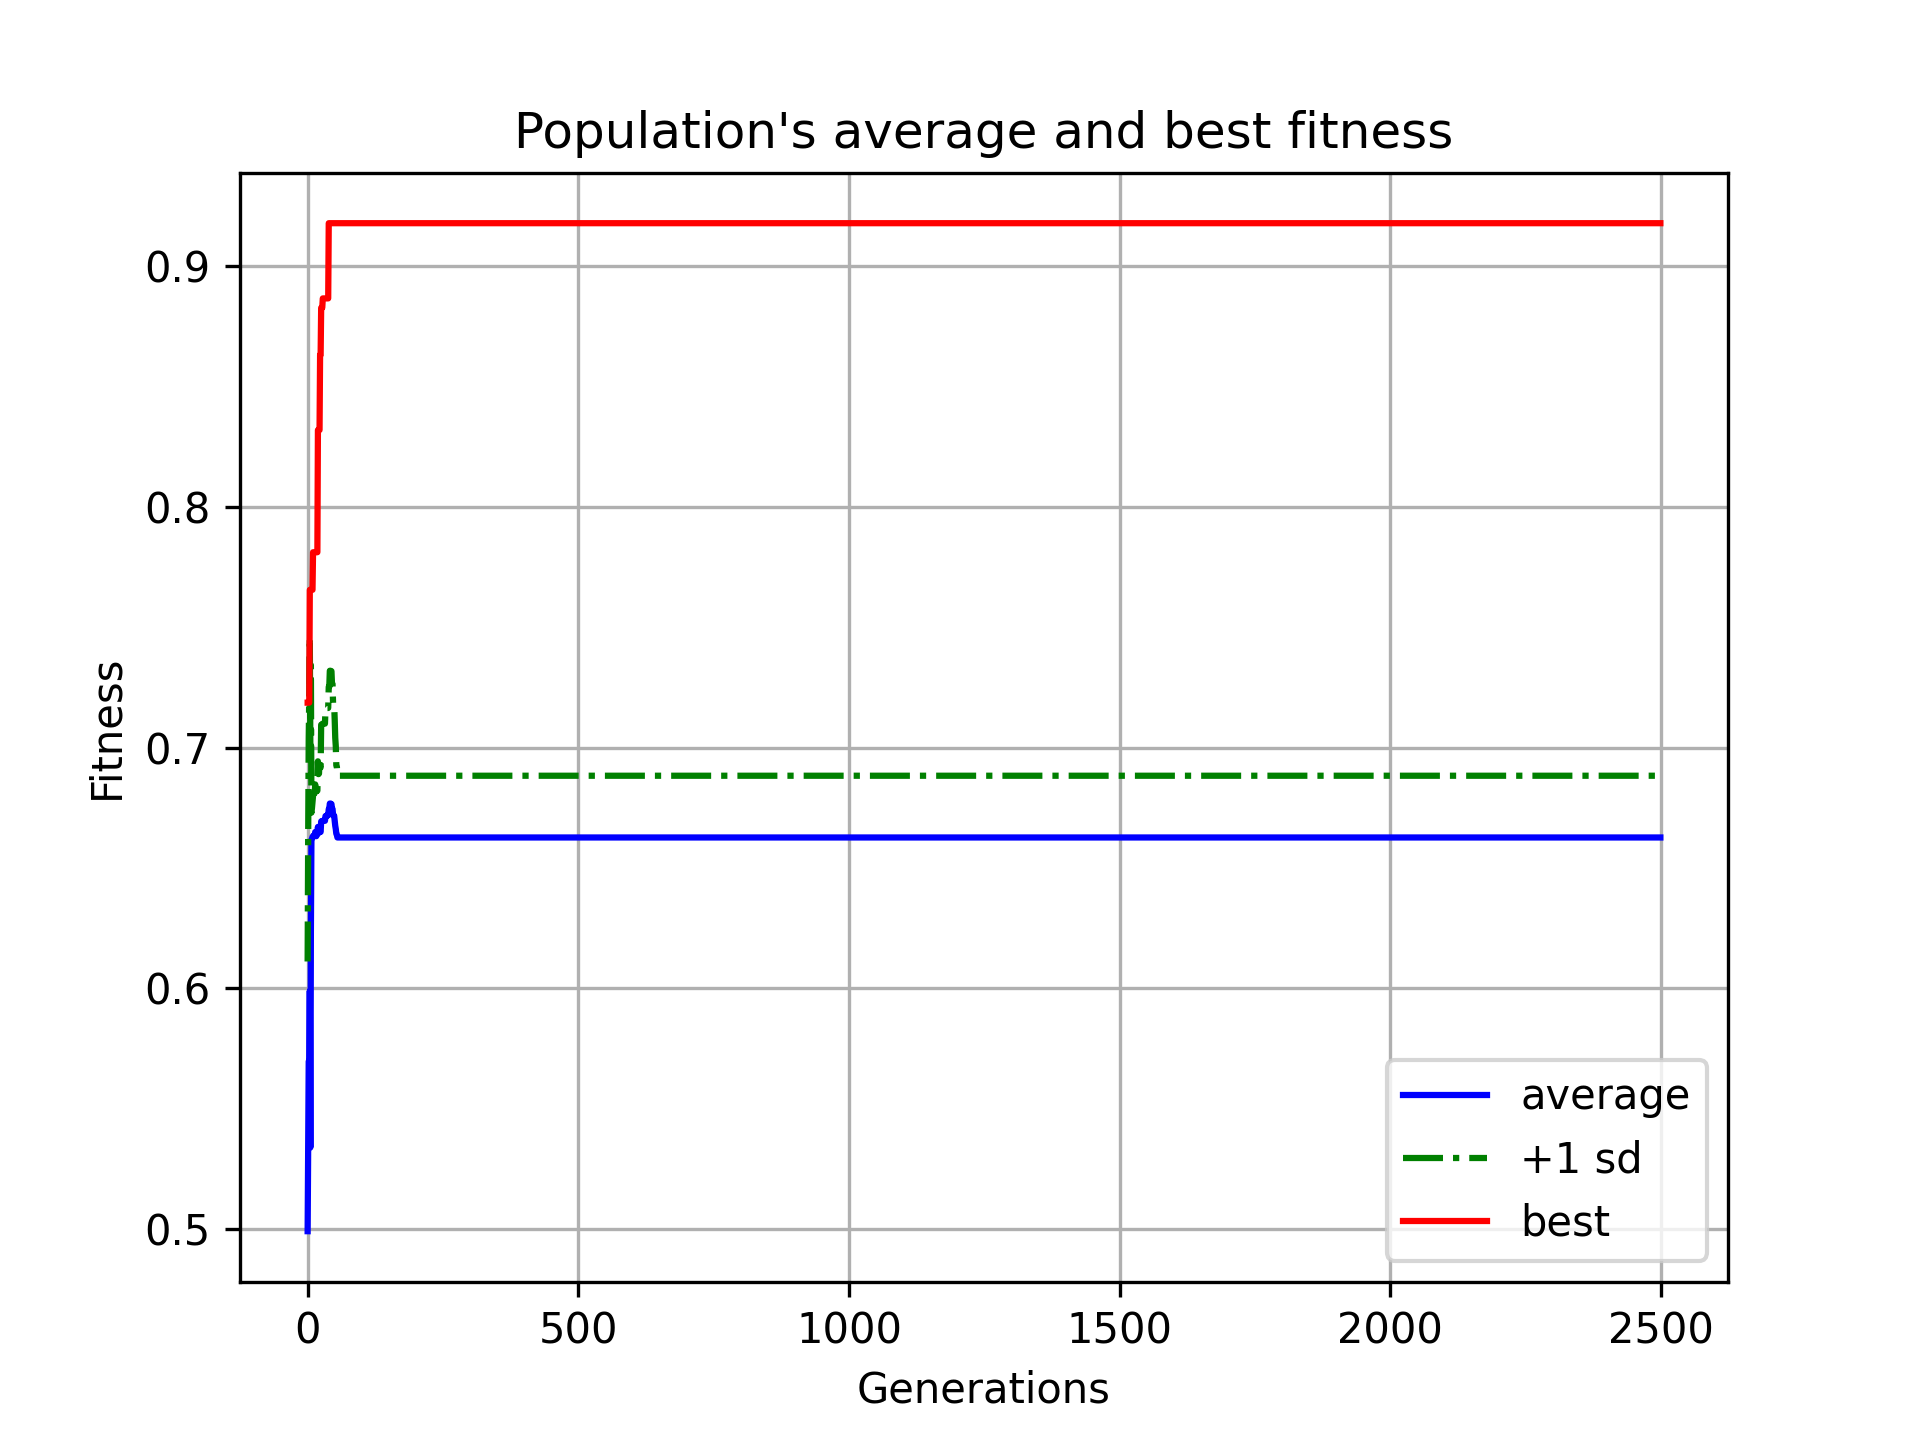 Population's average and best fitness
0.9
0.8
0.7
0.6
0.5
Fitness
0
500
1000
1500
2000
2500
Generations
average
+1 sd
best